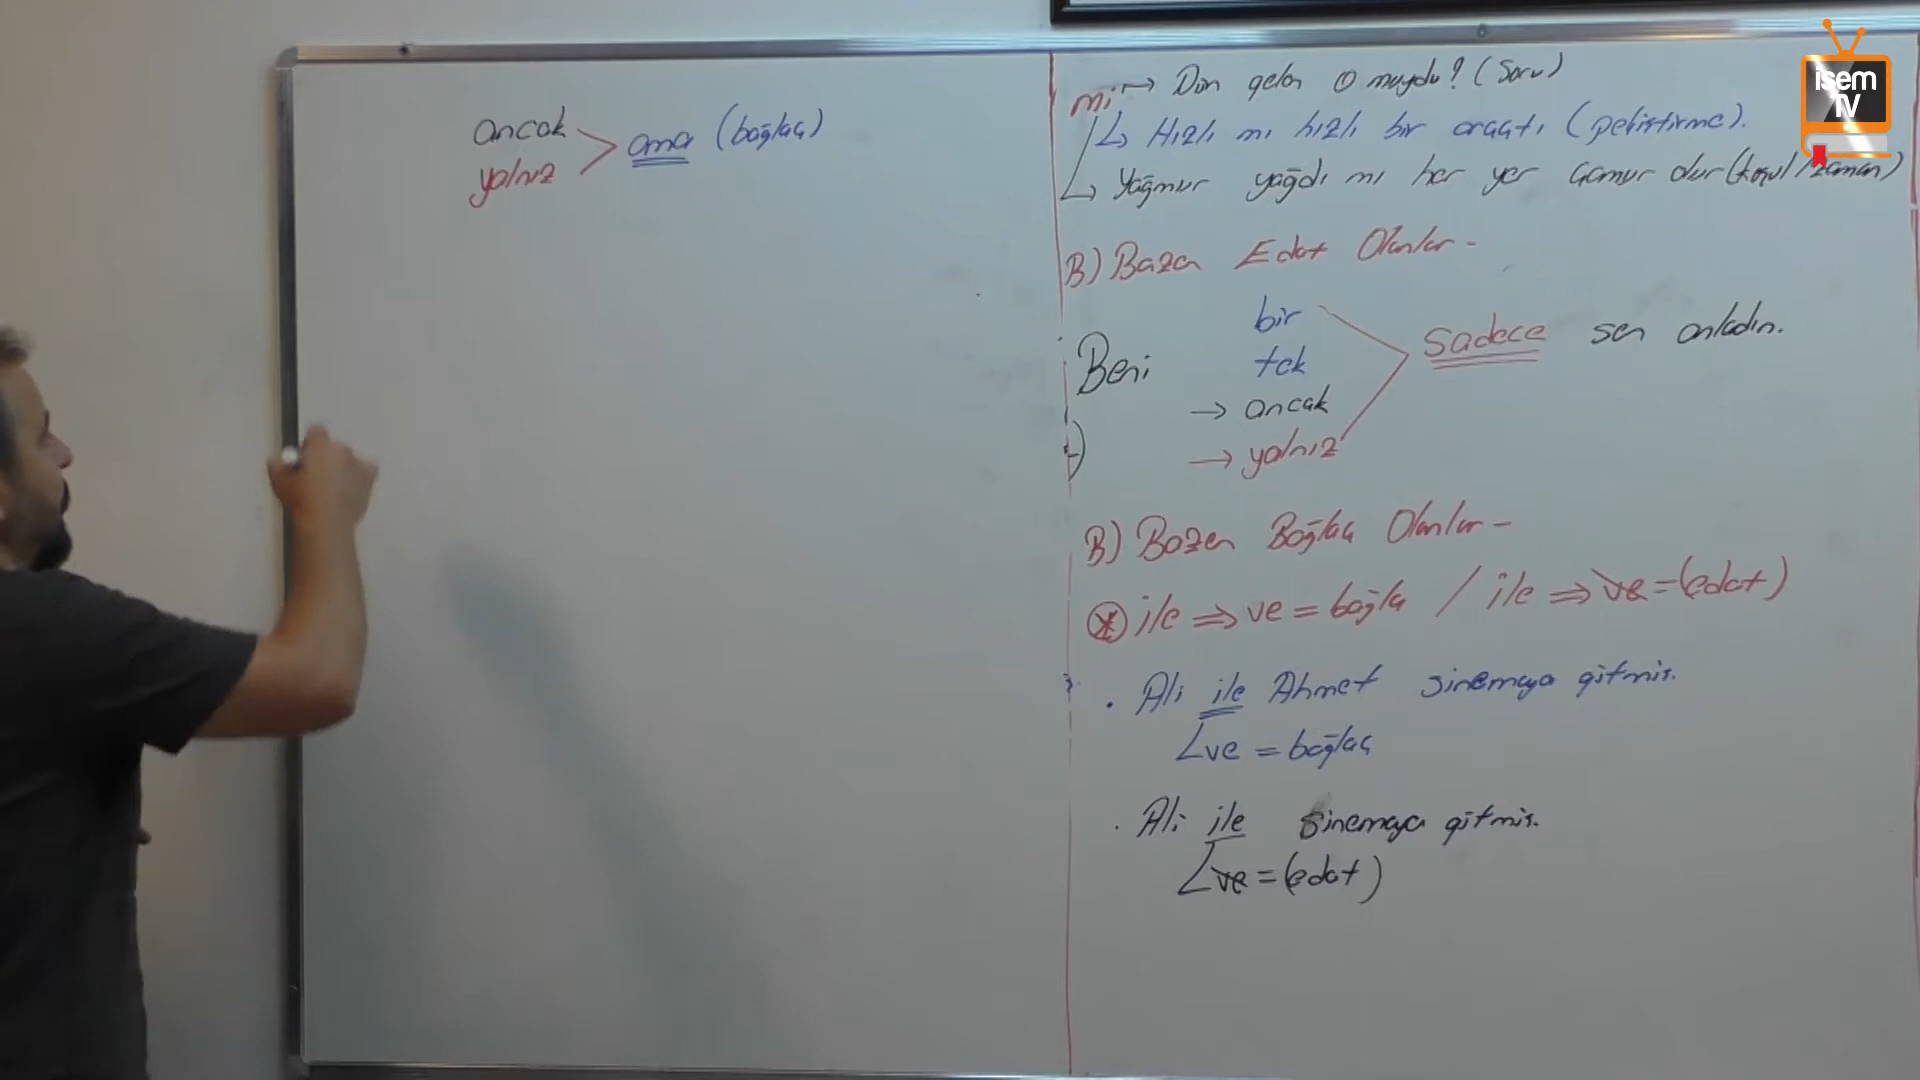 ancak
yalnız
ama (bağlaç)
mi → Dün gelen o muydu? (Soru)
↳ Hızlı mı hızlı bir araçtı (pekiştirme).
↳ Yağmur yağdı mı her yer çamur olur (koşul / zaman)
B) Bazen Edat Olanlar -
bir
tek
→ ancak
→ yalnız
Beni
sadece sen anladın.
B) Bazen Bağlaç Olanlar -
* ile ⇒ ve = bağla / ile ⇒ ve = (edat)
. Ali ile Ahmet sinemaya gitmiş.
ve = bağlaç
. Ali ile sinemaya gitmiş.
ve = (edat)
isem
TV